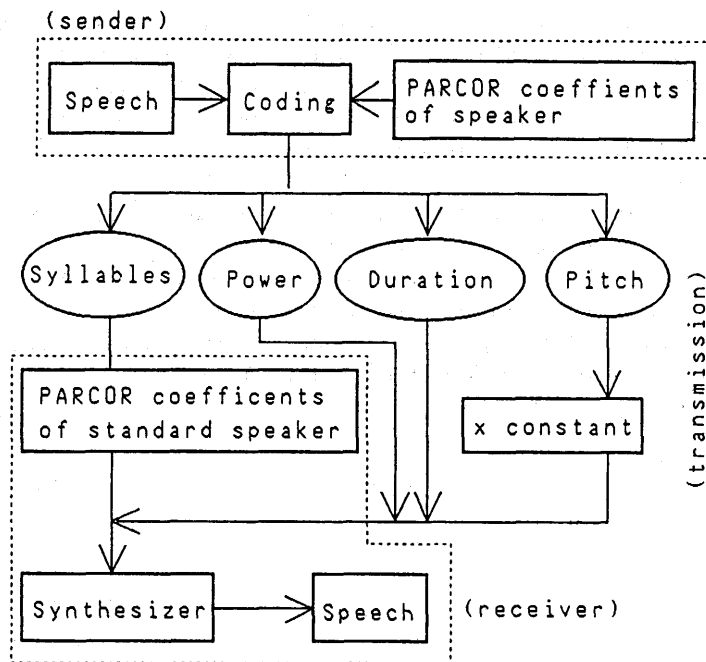 (sender)
Speech
Coding
PARCOR coeffients
of speaker
Syllables
Power
Duration
Pitch
(transmission)
PARCOR coefficents
of standard speaker
x constant
Synthesizer
Speech
(receiver)